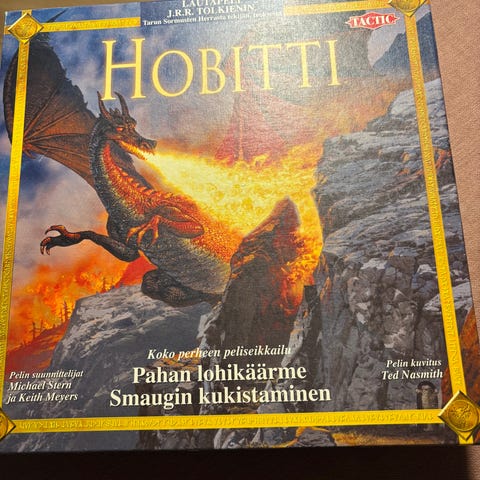 LAUTAPELI
J.R.R. TOLKIENIN
Tarun Sormusten Herrasta tekijän,
TACTIC
HOBITTI
Koko perheen peliseikkailu
Pahan lohikäärme
Smaugin kukistaminen
Pelin suunnittelijat
Michael Stern
ja Keith Meyers
Pelin kuvitus
Ted Nasmith